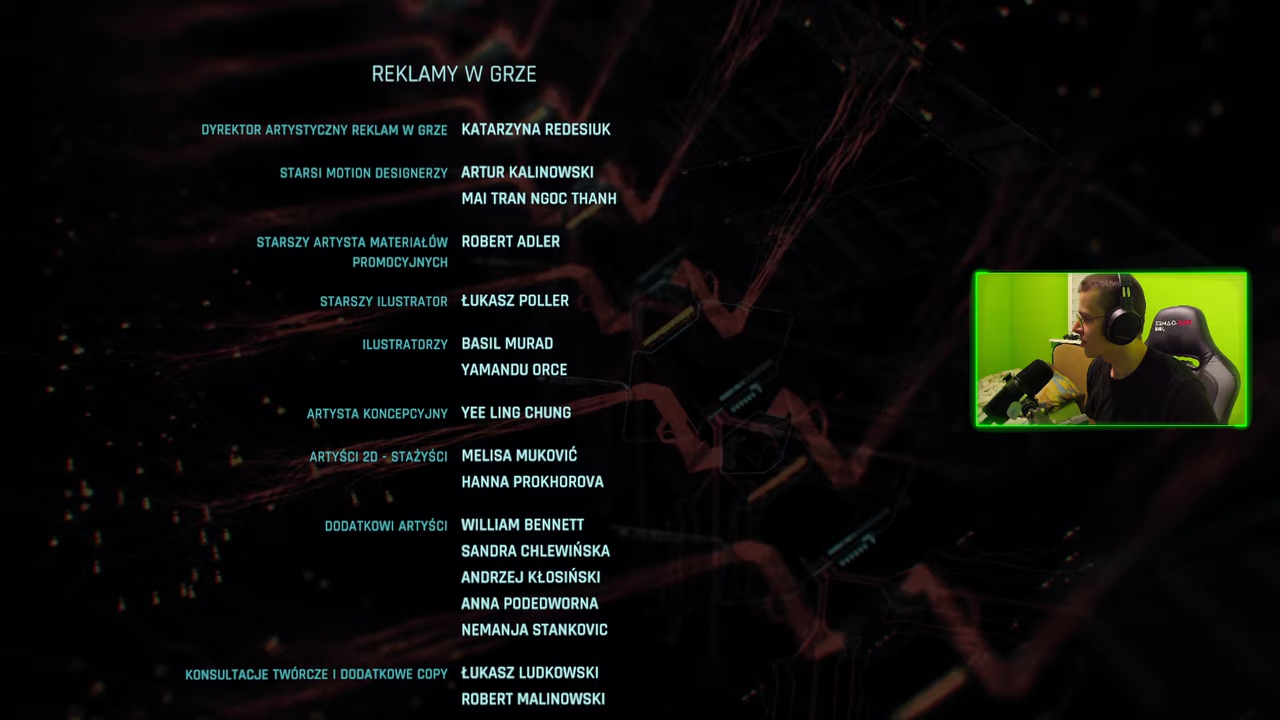 REKLAMY W GRZE
DYREKTOR ARTYSTYCZNY REKLAM W GRZE KATARZYNA REDESIUK
STARSI MOTION DESIGNERZY ARTUR KALINOWSKI
MAI TRAN NGOC THANH
STARSZY ARTYSTA MATERIAŁÓW ROBERT ADLER
PROMOCYJNYCH
STARSZY ILUSTRATOR ŁUKASZ POLLER
ILUSTRATORZY BASIL MURAD
YAMANDU ORCE
ARTYSTA KONCEPCYJNY YEE LING CHUNG
ARTYŚCI 2D - STAŻYŚCI MELISA MUKOVIĆ
HANNA PROKHOROVA
DODATKOWI ARTYŚCI WILLIAM BENNETT
SANDRA CHLEWIŃSKA
ANDRZEJ KŁOSIŃSKI
ANNA PODEDWORNA
NEMANJA STANKOVIC
KONSULTACJE TWÓRCZE I DODATKOWE COPY ŁUKASZ LUDKOWSKI
ROBERT MALINOWSKI